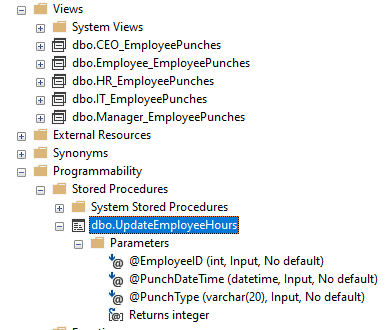 Views
System Views
dbo.CEO_EmployeePunches
dbo.Employee_EmployeePunches
dbo.HR_EmployeePunches
dbo.IT_EmployeePunches
dbo.Manager_EmployeePunches
External Resources
Synonyms
Programmability
Stored Procedures
System Stored Procedures
dbo.UpdateEmployeeHours
Parameters
@EmployeeID (int, Input, No default)
@PunchDateTime (datetime, Input, No default)
@PunchType (varchar(20), Input, No default)
Returns integer